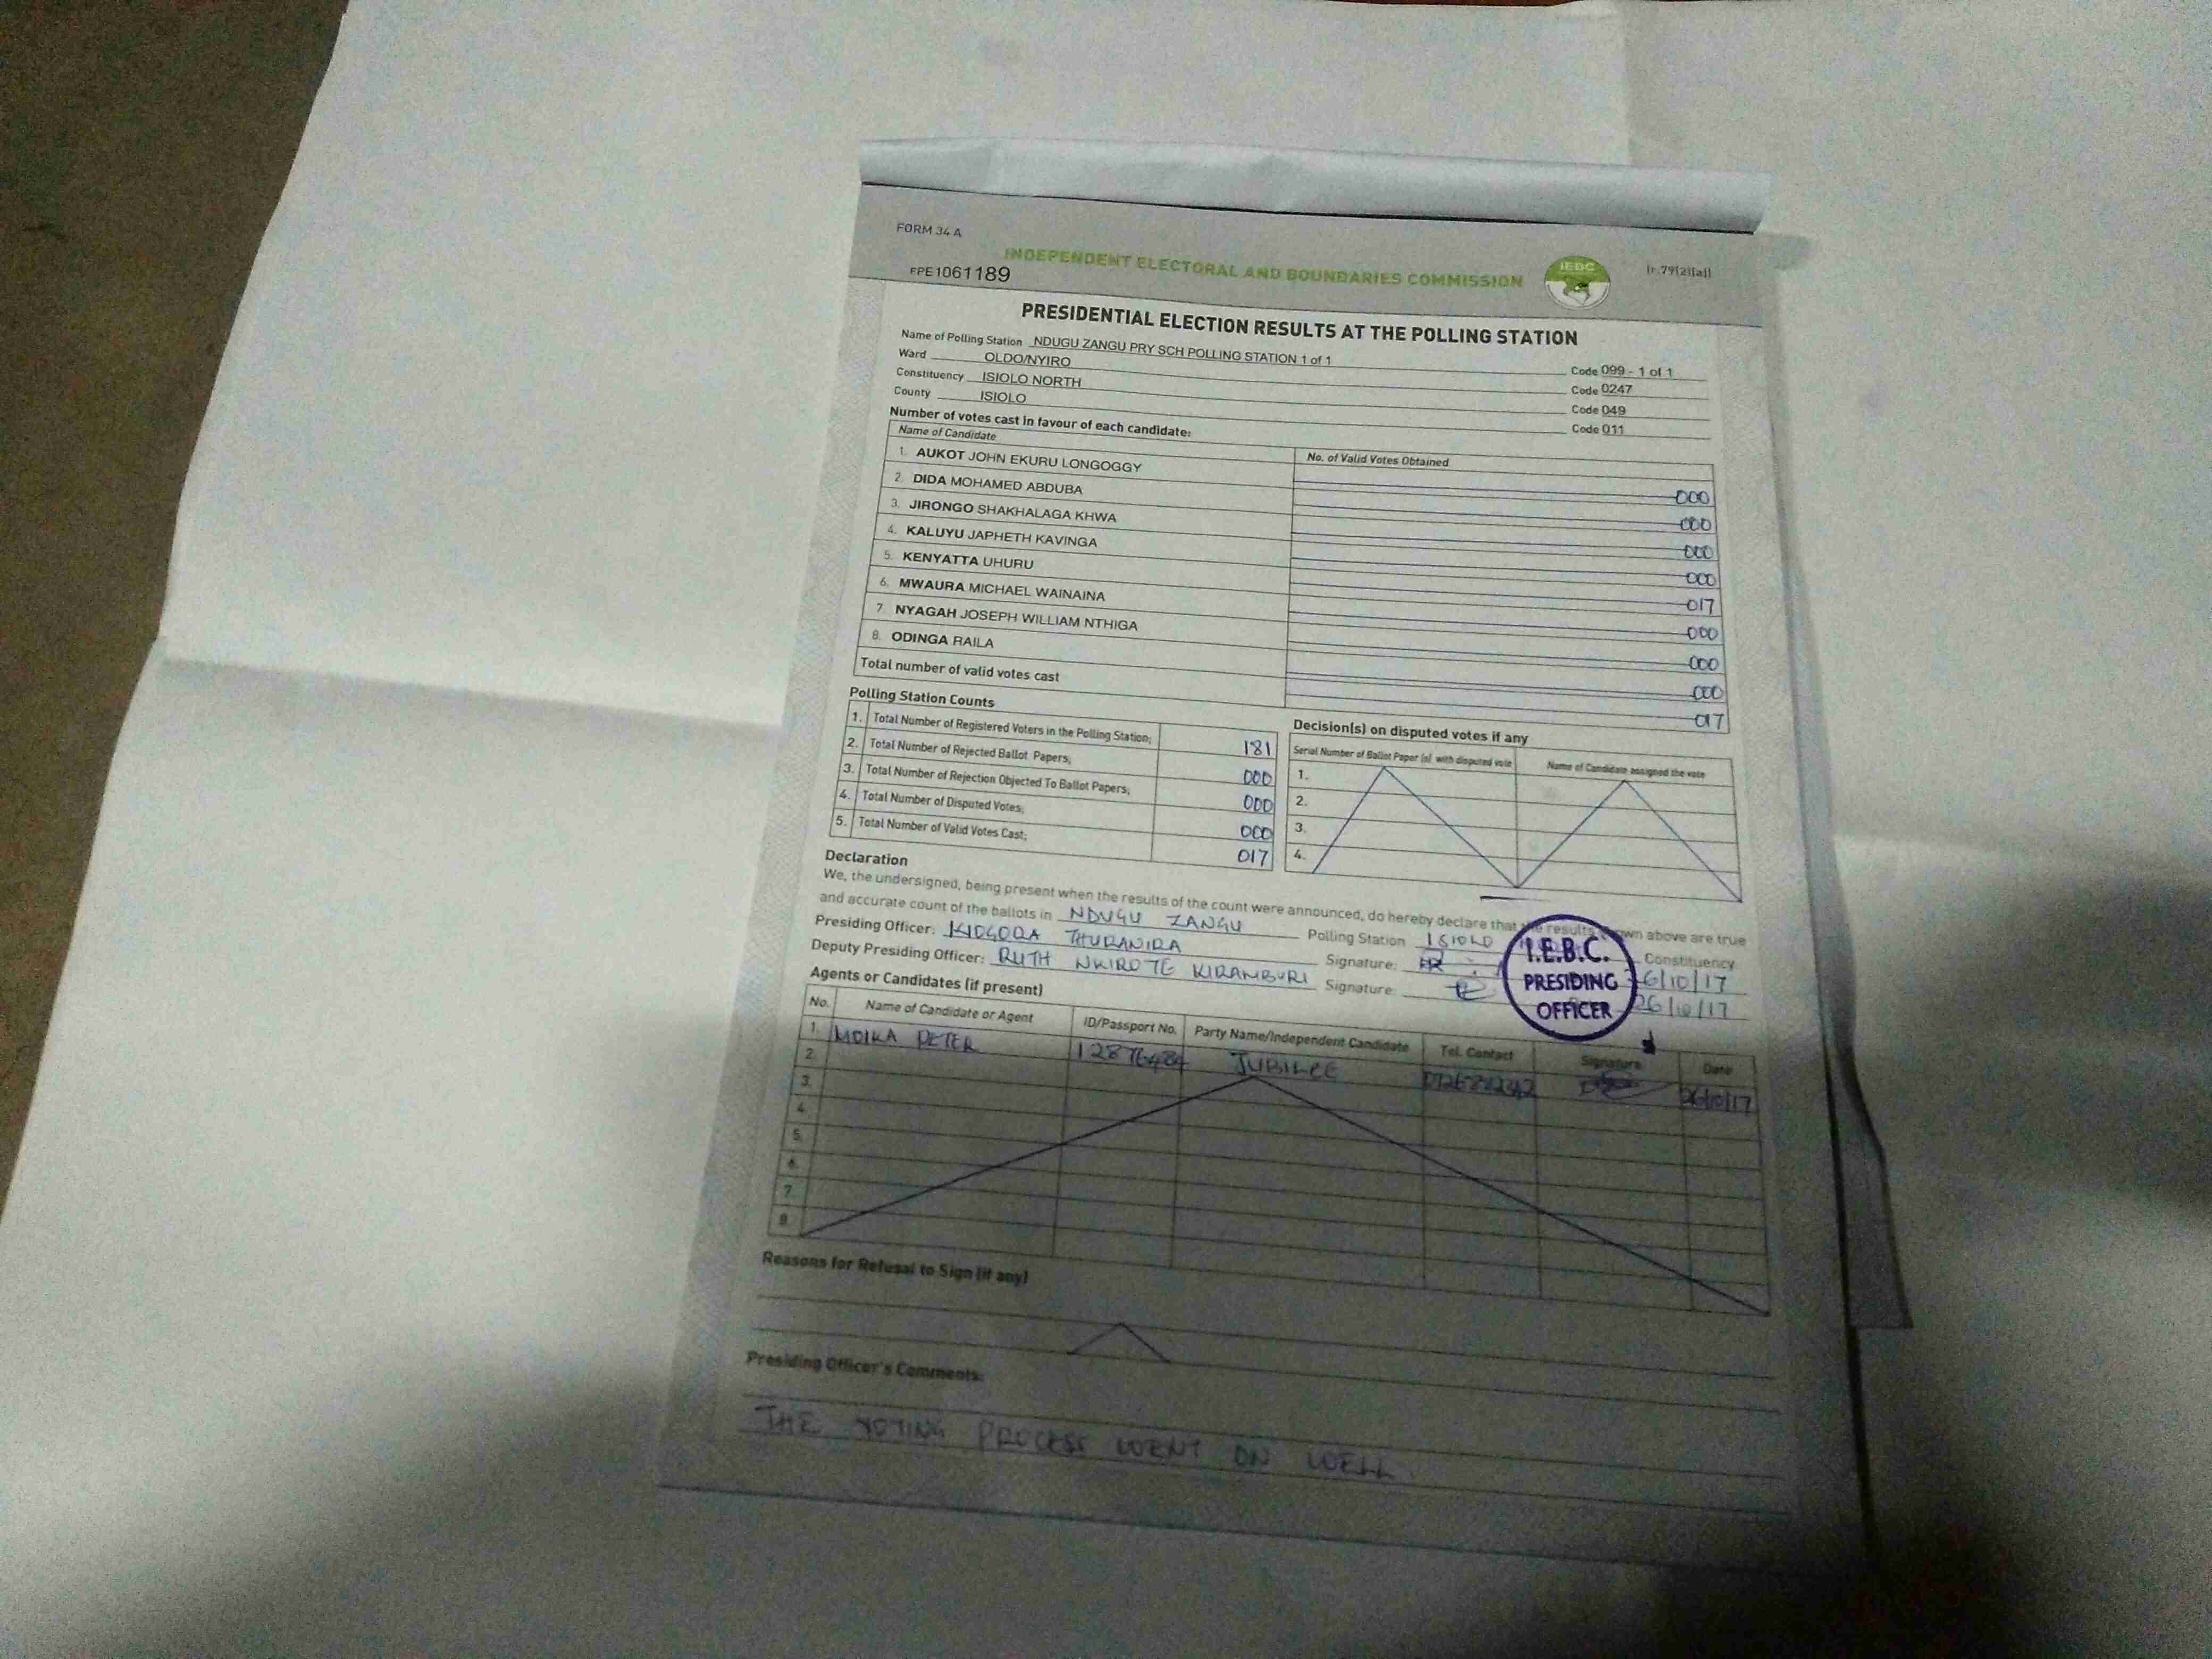 FORM 34 A
INDEPENDENT ELECTORAL AND BOUNDARIES COMMISSION
IEBC
(r.79(2)(a))
FPE1061189
PRESIDENTIAL ELECTION RESULTS AT THE POLLING STATION
Name of Polling Station NDUGU ZANGU PRY SCH POLLING STATION 1 of 1 Code 099 - 1 of 1
Ward OLDO/NYIRO Code 0247
Constituency ISIOLO NORTH Code 049
County ISIOLO Code 011
Number of votes cast in favour of each candidate:
Name of Candidate No. of Valid Votes Obtained
1. AUKOT JOHN EKURU LONGOGGY 000
2. DIDA MOHAMED ABDUBA 000
3. JIRONGO SHAKHALAGA KHWA 000
4. KALUYU JAPHETH KAVINGA 000
5. KENYATTA UHURU 017
6. MWAURA MICHAEL WAINAINA 000
7. NYAGAH JOSEPH WILLIAM NTHIGA 000
8. ODINGA RAILA 000
Total number of valid votes cast 017
Polling Station Counts
1. Total Number of Registered Voters in the Polling Station; 181
2. Total Number of Rejected Ballot Papers; 000
3. Total Number of Rejection Objected To Ballot Papers; 000
4. Total Number of Disputed Votes; 000
5. Total Number of Valid Votes Cast; 017
Decision(s) on disputed votes if any
Serial Number of Ballot Paper (s) with disputed vote Name of Candidate assigned the vote
1.
2.
3.
4.
Declaration
We, the undersigned, being present when the results of the count were announced, do hereby declare that the results shown above are true
and accurate count of the ballots in NDUGU ZANGU Polling Station ISIOLO Constituency
Presiding Officer: KIOGORA THURANIRA Signature: 26/10/17
Deputy Presiding Officer: RUTH NKIROTE KIRAMBURI Signature: 26/10/17
I.E.B.C.
PRESIDING
OFFICER
Agents or Candidates (if present)
No. Name of Candidate or Agent ID/Passport No. Party Name/Independent Candidate Tel. Contact Signature Date
1. MOIKA PETER JUBILEE 26/10/17
2.
3.
4.
5.
6.
7.
8.
Reasons for Refusal to Sign (if any)
Presiding Officer's Comments:
THE VOTING PROCESS WENT ON WELL.